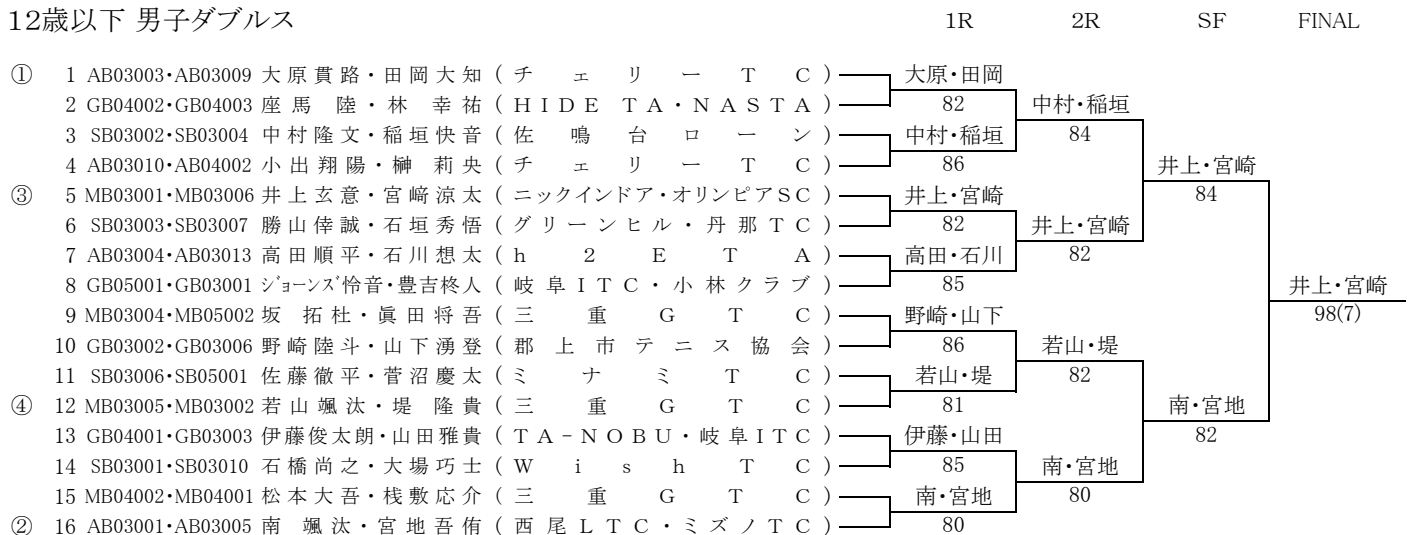 12歳以下 男子ダブルス 1R 2R SF FINAL
① 1 AB03003・AB03009 大原貫路・田岡大知 (チェリーTC) 大原・田岡
2 GB04002・GB04003 座馬 陸・林 幸祐 (HIDE TA・NASTA) 82 中村・稲垣
3 SB03002・SB03004 中村隆文・稲垣快音 (佐鳴台ローン) 中村・稲垣 84
4 AB03010・AB04002 小出翔陽・榊 莉央 (チェリーTC) 86 井上・宮崎
③ 5 MB03001・MB03006 井上玄意・宮﨑涼太 (ニックインドア・オリンピアSC) 井上・宮崎 84
6 SB03003・SB03007 勝山倖誠・石垣秀悟 (グリーンヒル・丹那TC) 82 井上・宮崎
7 AB03004・AB03013 高田順平・石川想太 (h2ETA) 高田・石川 82
8 GB05001・GB03001 ジョーンズ怜音・豊吉柊人 (岐阜ITC・小林クラブ) 85 井上・宮崎
9 MB03004・MB05002 坂 拓杜・眞田将吾 (三重GTC) 野崎・山下 98(7)
10 GB03002・GB03006 野崎陸斗・山下湧登 (郡上市テニス協会) 86 若山・堤
11 SB03006・SB05001 佐藤徹平・菅沼慶太 (ミナミTC) 若山・堤 82
④ 12 MB03005・MB03002 若山颯汰・堤 隆貴 (三重GTC) 81 南・宮地
13 GB04001・GB03003 伊藤俊太朗・山田雅貴 (TA-NOBU・岐阜ITC) 伊藤・山田 82
14 SB03001・SB03010 石橋尚之・大場巧士 (WishTC) 85 南・宮地
15 MB04002・MB04001 松本大吾・桟敷応介 (三重GTC) 南・宮地 80
② 16 AB03001・AB03005 南 颯汰・宮地吾侑 (西尾LTC・ミズノTC) 80